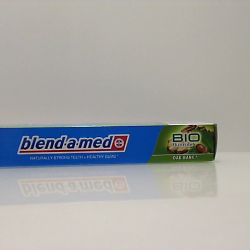 blend-a-med
NATURALLY STRONG TEETH + HEALTHY GUMS
BIO
OAK BARK